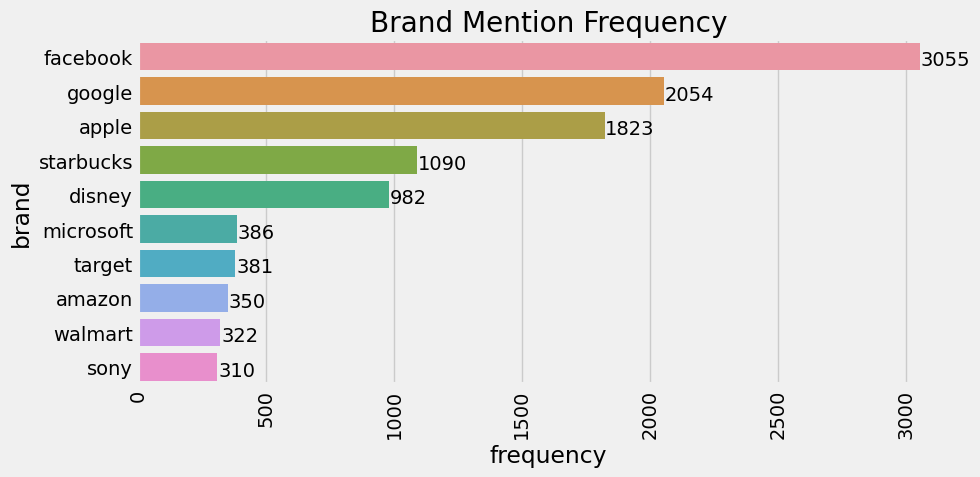 Brand Mention Frequency
brand
facebook 3055
google 2054
apple 1823
starbucks 1090
disney 982
microsoft 386
target 381
amazon 350
walmart 322
sony 310
0 500 1000 1500 2000 2500 3000
frequency